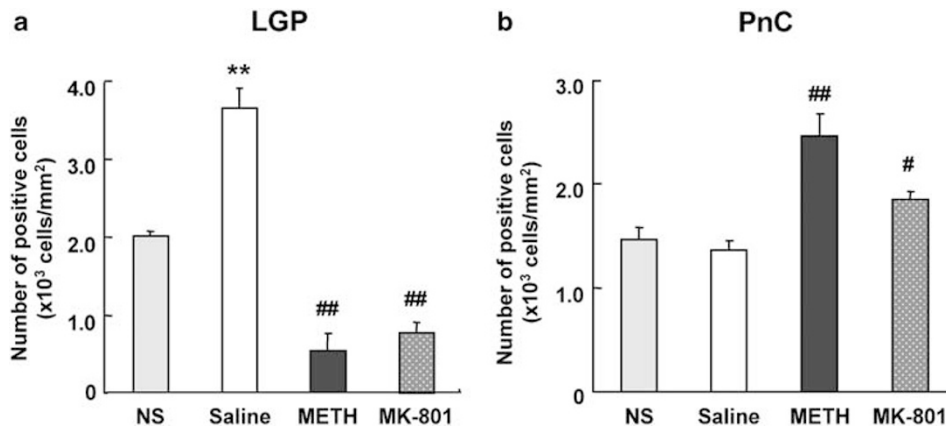 a
LGP
Number of positive cells
(x10³ cells/mm²)
4.0
3.0
2.0
1.0
0
**
##
##
NS
Saline
METH
MK-801
b
PnC
Number of positive cells
(x10³ cells/mm²)
3.0
2.0
1.0
0
##
#
NS
Saline
METH
MK-801